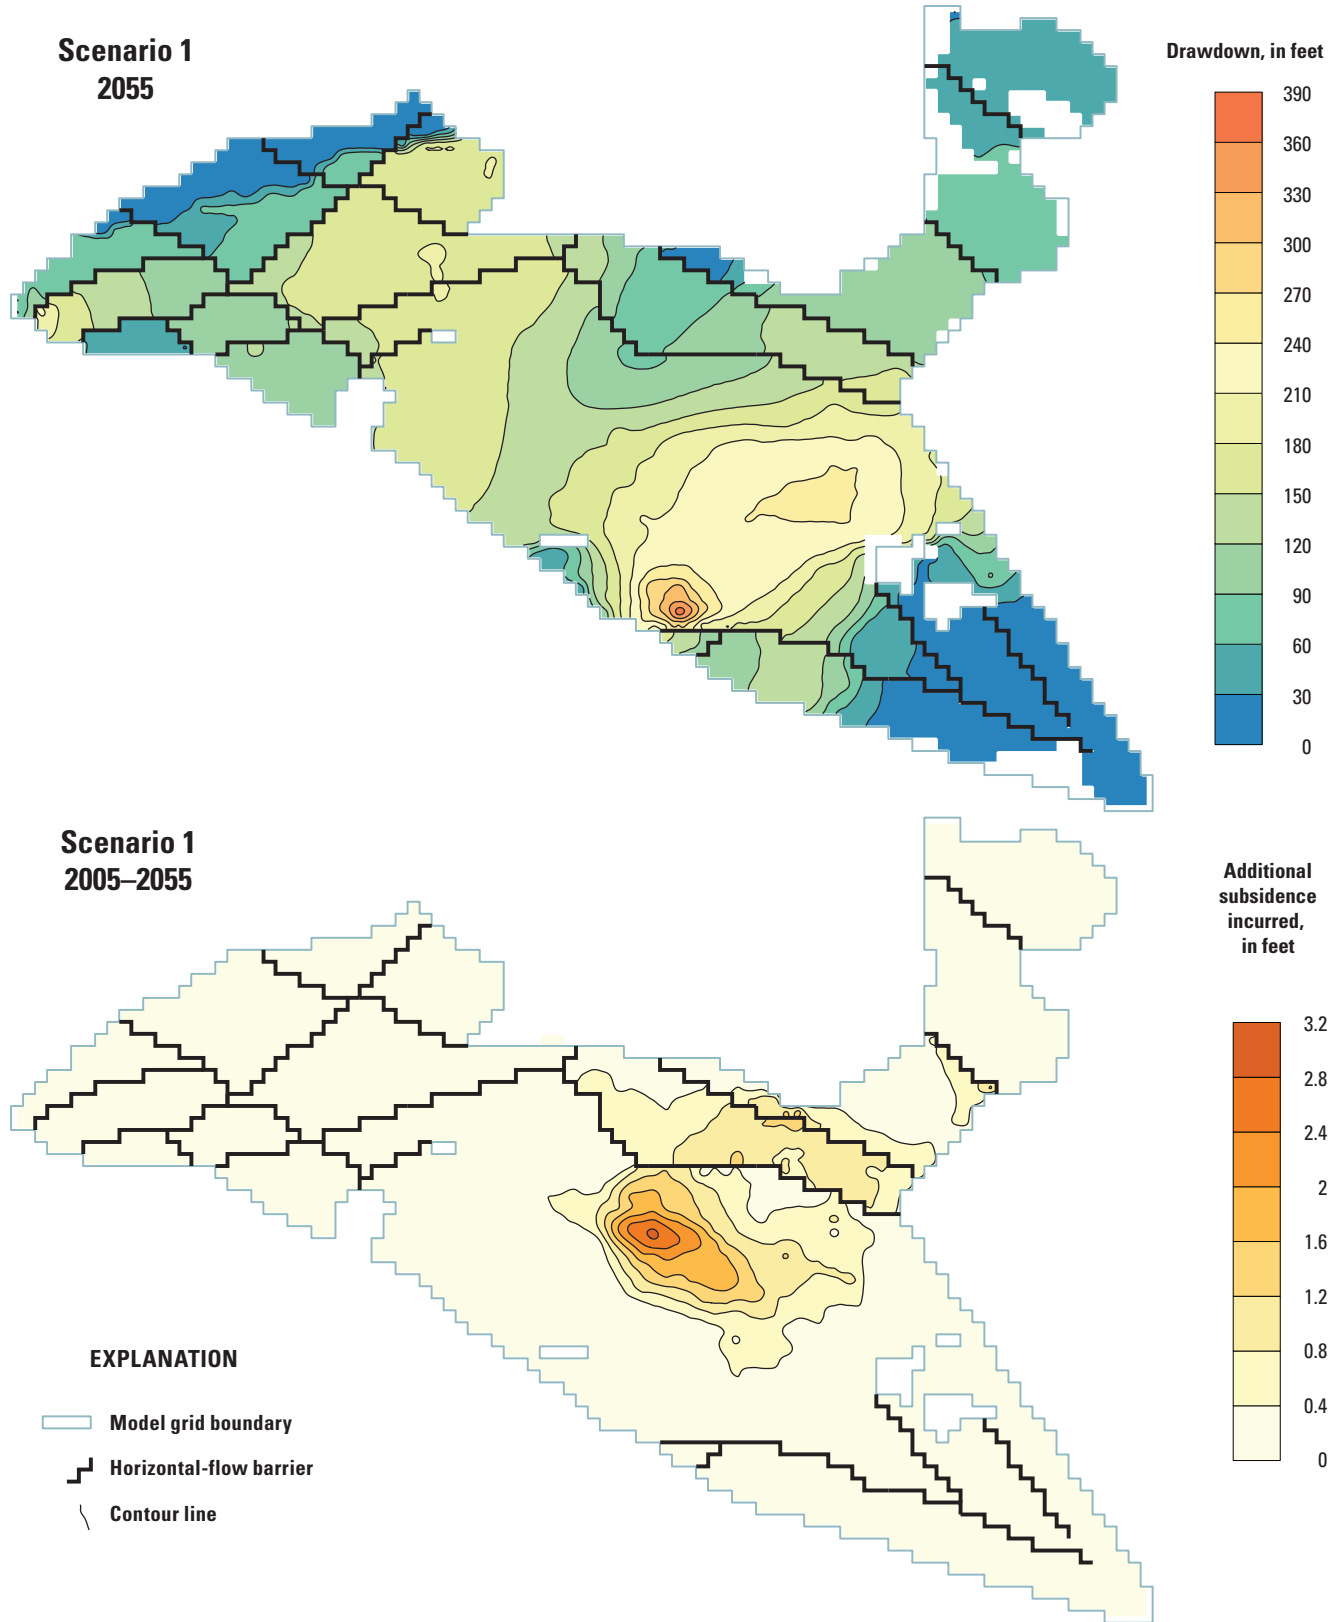 Scenario 1
2055
Drawdown, in feet
390
360
330
300
270
240
210
180
150
120
90
60
30
0
Scenario 1
2005–2055
Additional
subsidence
incurred,
in feet
3.2
2.8
2.4
2
1.6
1.2
0.8
0.4
0
EXPLANATION
Model grid boundary
Horizontal-flow barrier
Contour line